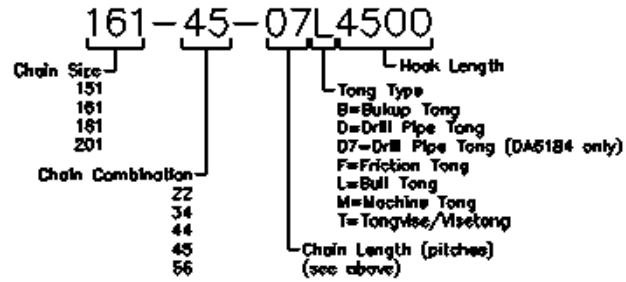 161-45-07L4500
Hook Length
Chain Size
151
161
181
201
Tong Type
B=Bukup Tong
D=Drill Pipe Tong
D7=Drill Pipe Tong (DA5184 only)
F=Friction Tong
L=Bull Tong
M=Machine Tong
T=Tongvise/Visetong
Chain Combination
22
34
44
45
56
Chain Length (pitches)
(see above)